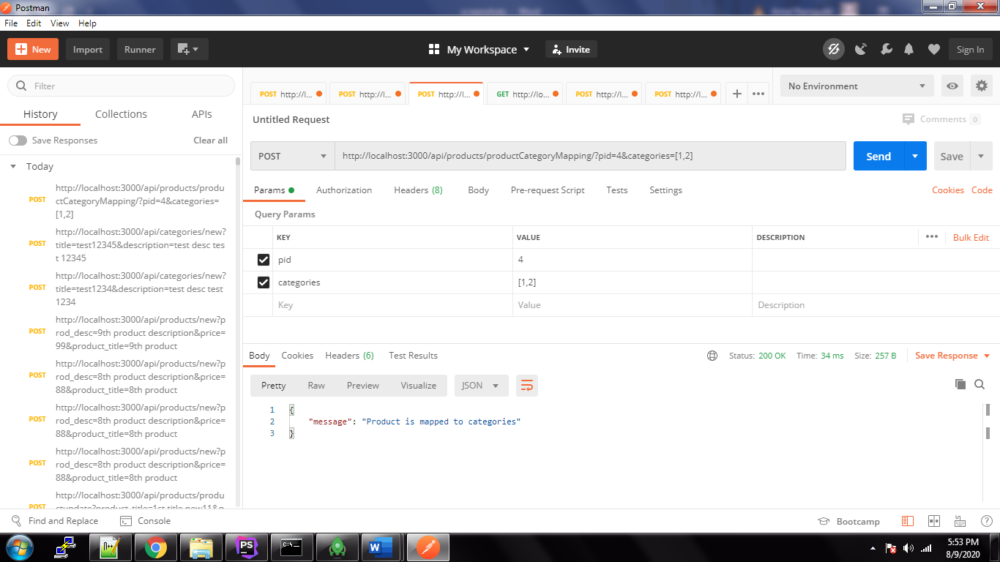 Postman
File Edit View Help
New Import Runner My Workspace Invite Sign In
Filter
History Collections APIs
Save Responses Clear all
Today
POST http://localhost:3000/api/products/produ
ctCategoryMapping/?pid=4&categories=
[1,2]
POST http://localhost:3000/api/categories/new?
title=test12345&description=test desc tes
t 12345
POST http://localhost:3000/api/categories/new?
title=test1234&description=test desc test
1234
POST http://localhost:3000/api/products/new?p
rod_desc=9th product description&price=
99&product_title=9th product
POST http://localhost:3000/api/products/new?p
rod_desc=8th product description&price=
88&product_title=8th product
POST http://localhost:3000/api/products/new?p
rod_desc=8th product description&price=
88&product_title=8th product
POST http://localhost:3000/api/products/new?p
rod_desc=8th product description&price=
88&product_title=8th product
POST http://localhost:3000/api/products/produ
ctupdate?product_title=1st title new11&p
POST http://l... POST http://l... POST http://l... GET http://lo... POST http://l... POST http://l...
No Environment
Untitled Request Comments 0
POST http://localhost:3000/api/products/productCategoryMapping/?pid=4&categories=[1,2] Send Save
Params Authorization Headers (8) Body Pre-request Script Tests Settings Cookies Code
Query Params
KEY VALUE DESCRIPTION Bulk Edit
pid 4
categories [1,2]
Key Value Description
Body Cookies Headers (6) Test Results Status: 200 OK Time: 34 ms Size: 257 B Save Response
Pretty Raw Preview Visualize JSON
1 {
2 "message": "Product is mapped to categories"
3 }
Find and Replace Console Bootcamp
5:53 PM
8/9/2020